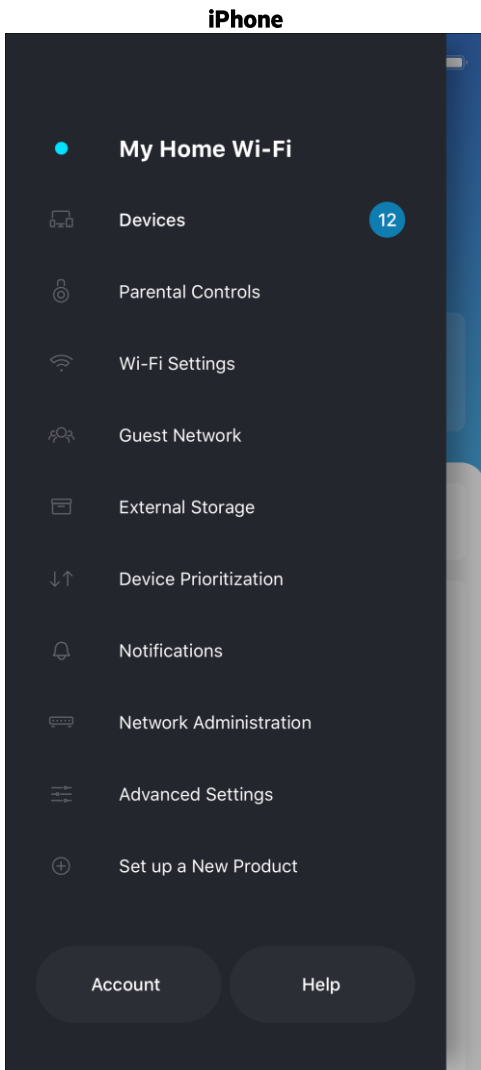 iPhone
My Home Wi-Fi
Devices 12
Parental Controls
Wi-Fi Settings
Guest Network
External Storage
Device Prioritization
Notifications
Network Administration
Advanced Settings
Set up a New Product
Account Help